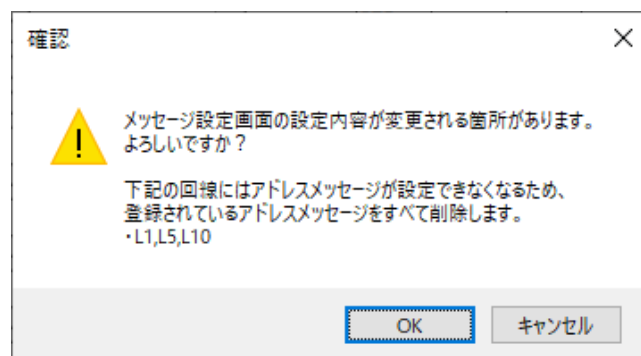 確認
メッセージ設定画面の設定内容が変更される箇所があります。
よろしいですか？
下記の回線にはアドレスメッセージが設定できなくなるため、
登録されているアドレスメッセージをすべて削除します。
・L1,L5,L10
OK
キャンセル